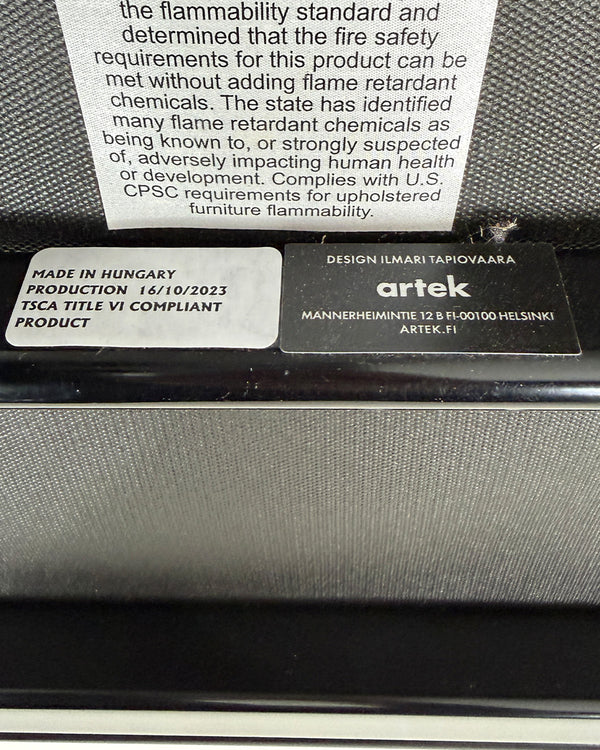 the flammability standard and
determined that the fire safety
requirements for this product can be
met without adding flame retardant
chemicals. The state has identified
many flame retardant chemicals as
being known to, or strongly suspected
of, adversely impacting human health
or development. Complies with U.S.
CPSC requirements for upholstered
furniture flammability.
MADE IN HUNGARY
PRODUCTION 16/10/2023
TSCA TITLE VI COMPLIANT
PRODUCT
DESIGN ILMARI TAPIOVAARA
artek
MANNERHEIMINTIE 12 B FI-00100 HELSINKI
ARTEK.FI